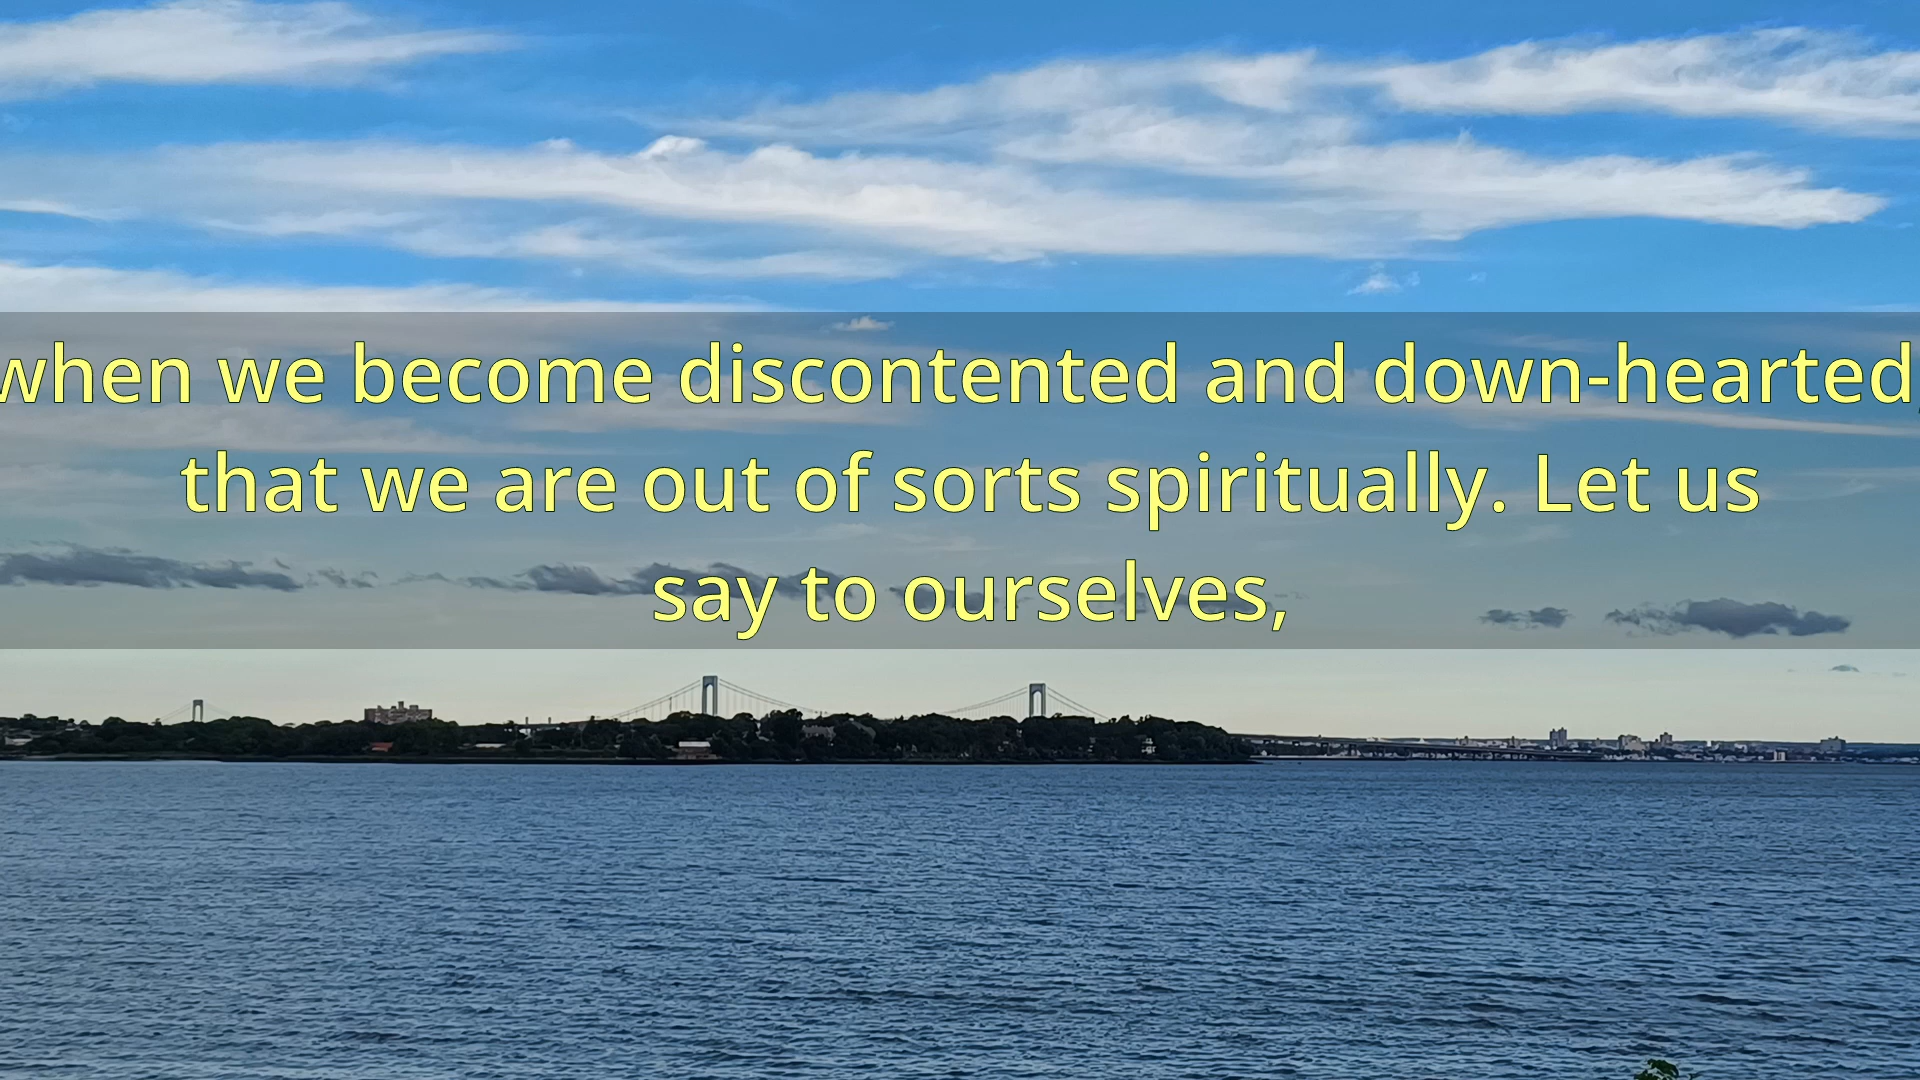 when we become discontented and down-hearted,
that we are out of sorts spiritually. Let us
say to ourselves,